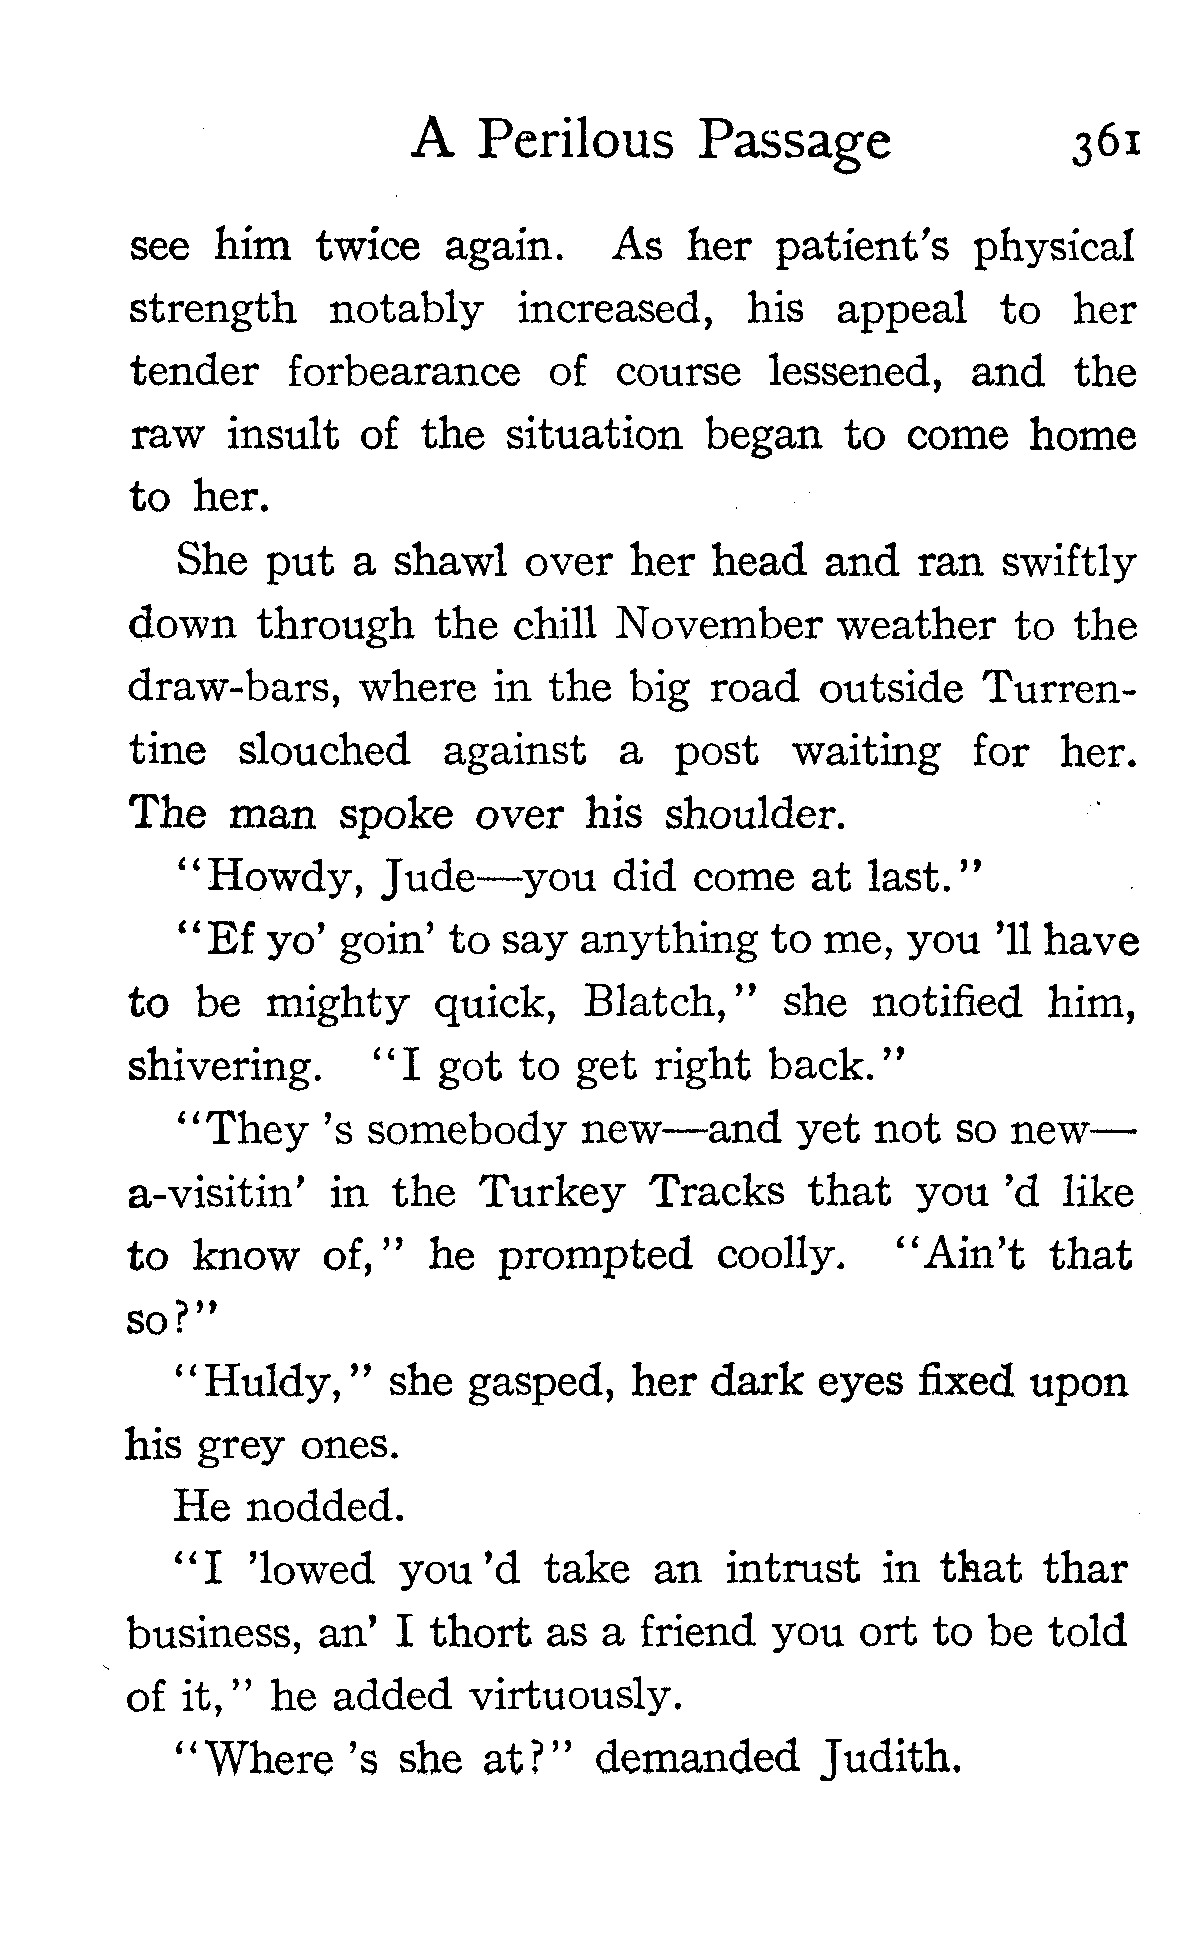 A Perilous Passage 361
see him twice again. As her patient's physical
strength notably increased, his appeal to her
tender forbearance of course lessened, and the
raw insult of the situation began to come home
to her.
She put a shawl over her head and ran swiftly
down through the chill November weather to the
draw-bars, where in the big road outside Turren-
tine slouched against a post waiting for her.
The man spoke over his shoulder.
"Howdy, Jude—you did come at last."
"Ef yo' goin' to say anything to me, you 'll have
to be mighty quick, Blatch," she notified him,
shivering. "I got to get right back."
"They 's somebody new—and yet not so new—
a-visitin' in the Turkey Tracks that you 'd like
to know of," he prompted coolly. "Ain't that
so?"
"Huldy," she gasped, her dark eyes fixed upon
his grey ones.
He nodded.
"I 'lowed you 'd take an intrust in that thar
business, an' I thort as a friend you ort to be told
of it," he added virtuously.
"Where 's she at?" demanded Judith.